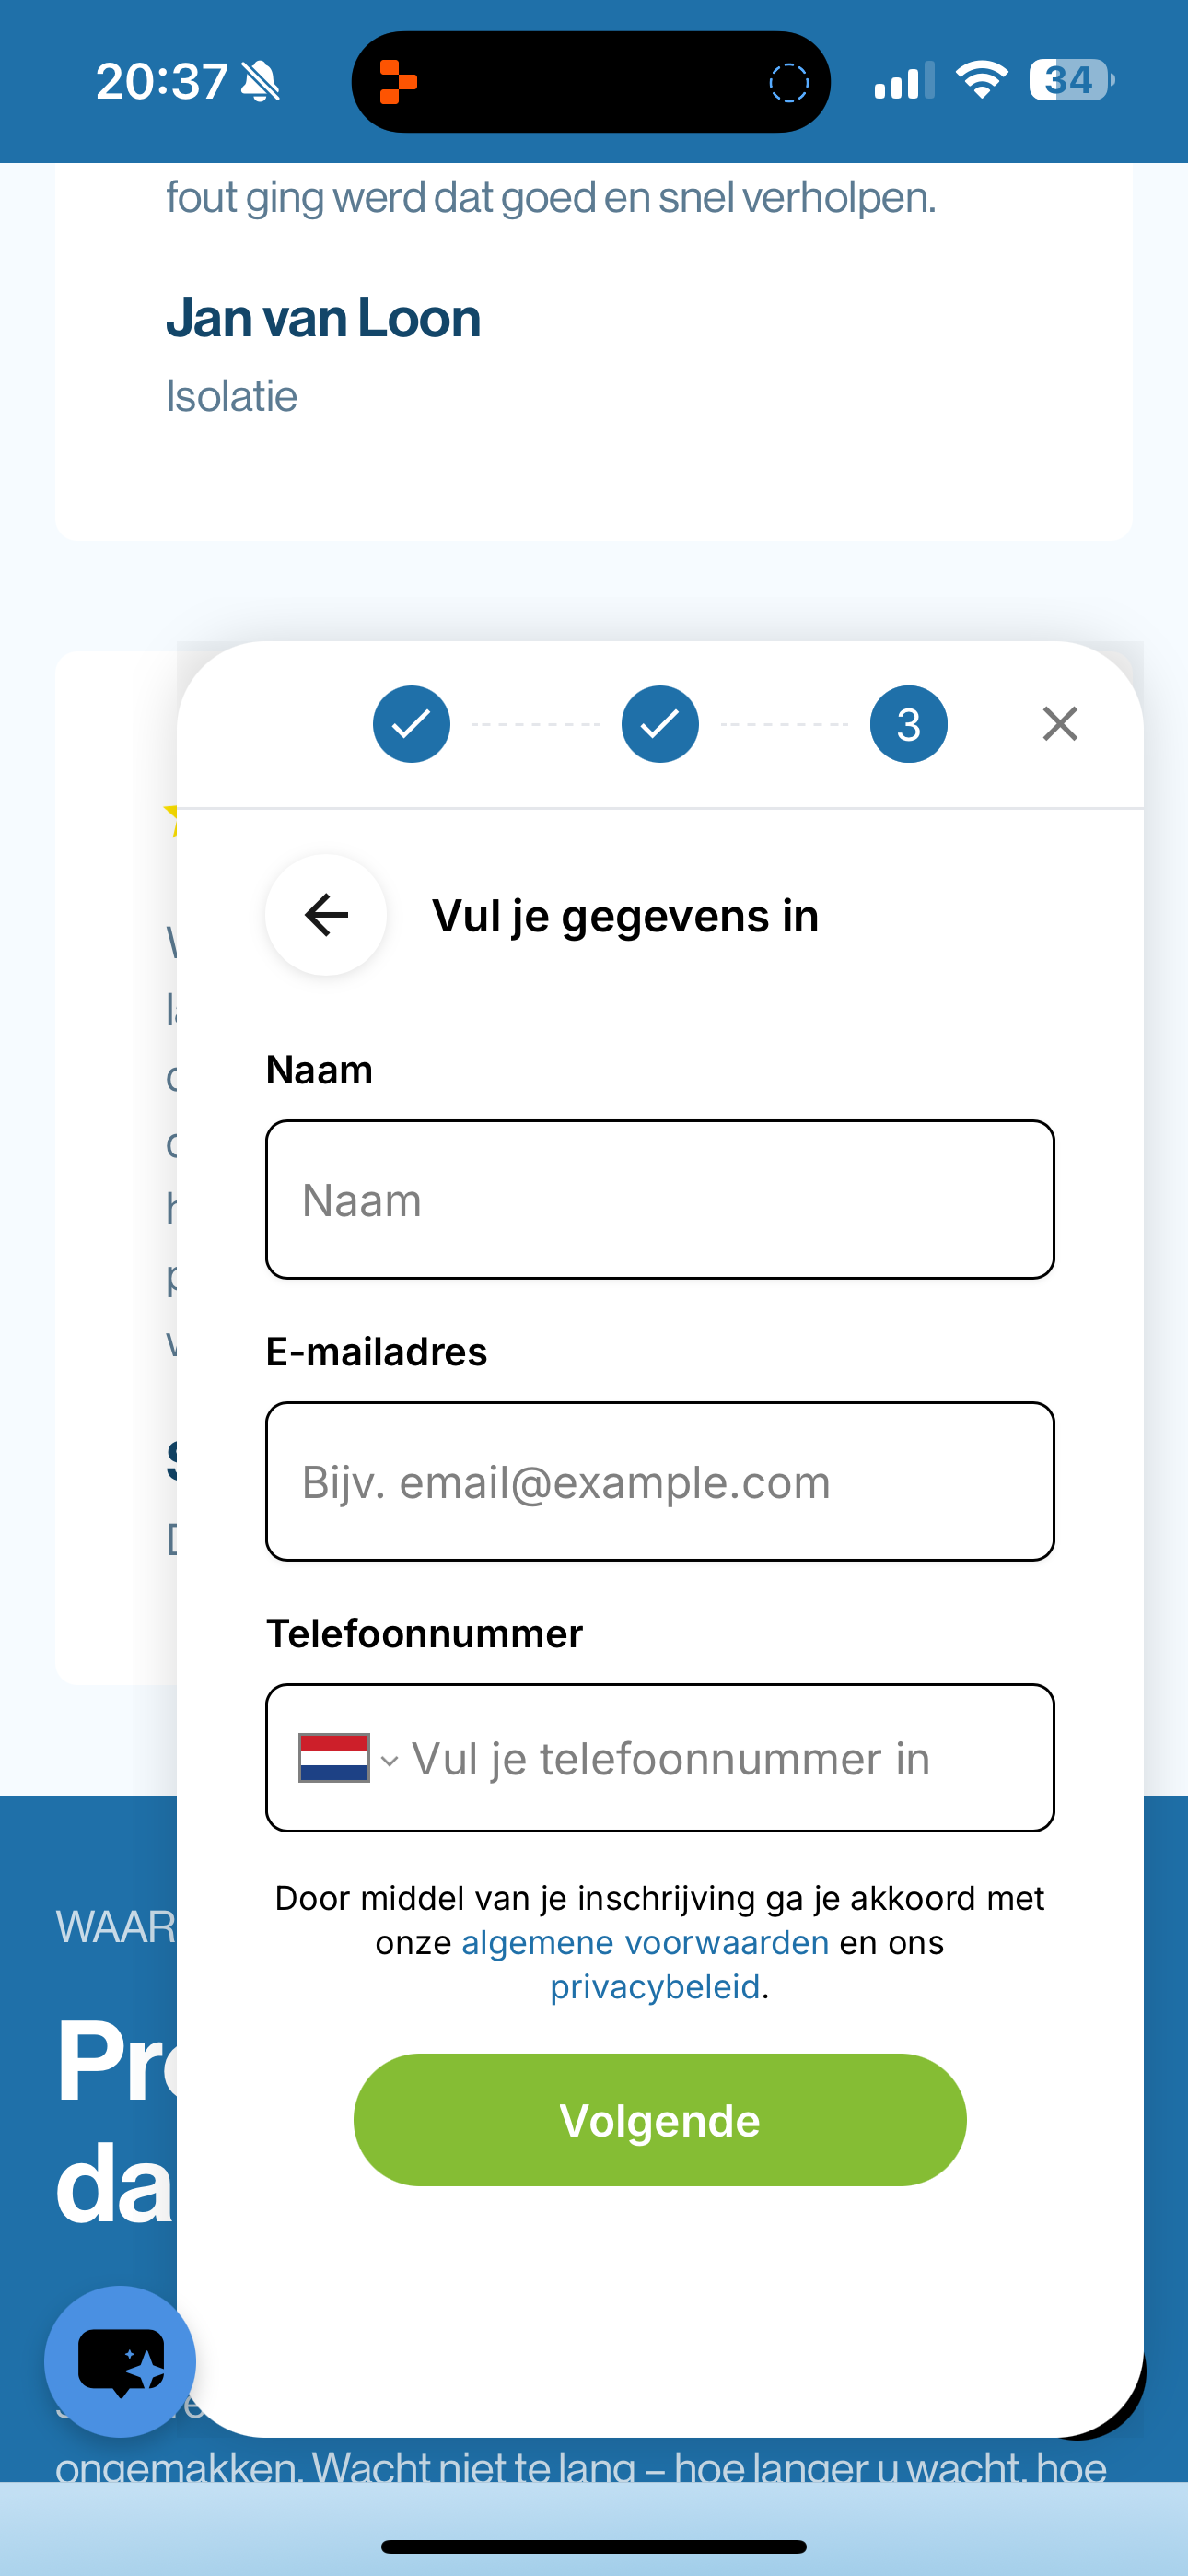 20:37
34
fout ging werd dat goed en snel verholpen.
Jan van Loon
Isolatie
3
Vul je gegevens in
Naam
Naam
E-mailadres
Bijv. email@example.com
Telefoonnummer
Vul je telefoonnummer in
Door middel van je inschrijving ga je akkoord met
onze algemene voorwaarden en ons
privacybeleid.
Volgende
ongemakken. Wacht niet te lang – hoe langer u wacht, hoe